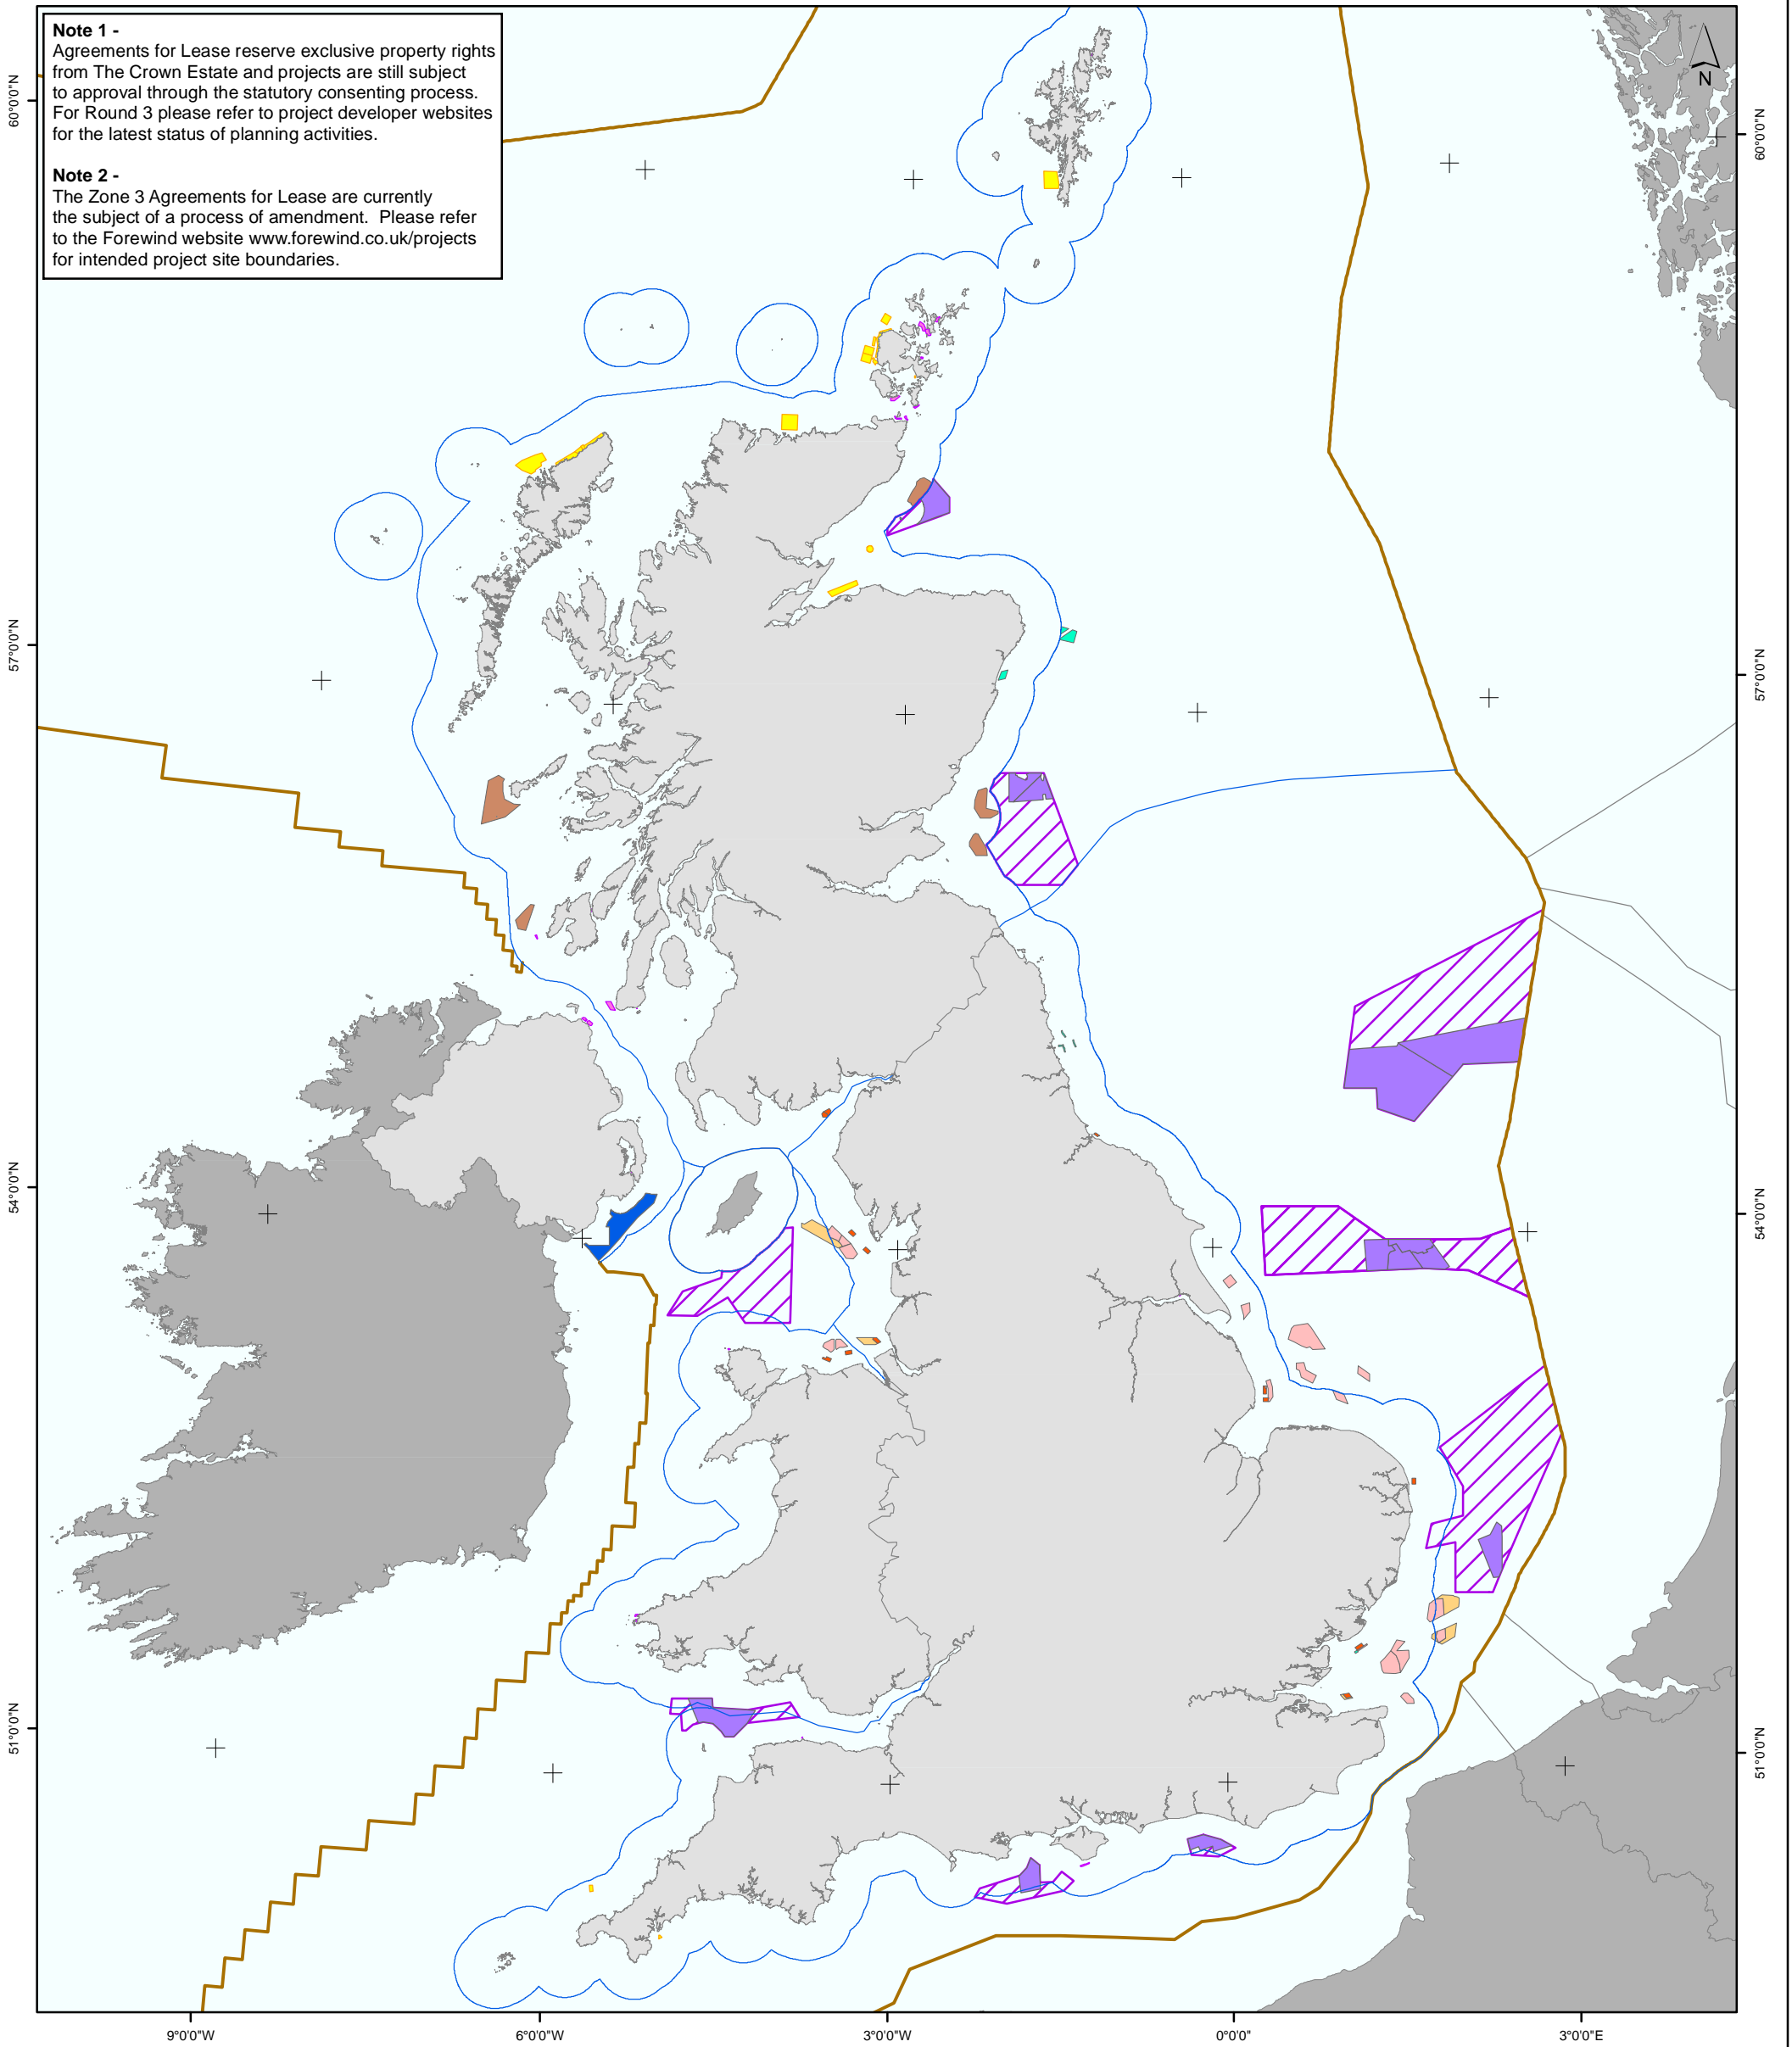 Note 1 -
Agreements for Lease reserve exclusive property rights
from The Crown Estate and projects are still subject
to approval through the statutory consenting process.
For Round 3 please refer to project developer websites
for the latest status of planning activities.
Note 2 -
The Zone 3 Agreements for Lease are currently
the subject of a process of amendment.  Please refer
to the Forewind website www.forewind.co.uk/projects
for intended project site boundaries.
N
60°0'0"N
60°0'0"N
57°0'0"N
57°0'0"N
54°0'0"N
54°0'0"N
51°0'0"N
51°0'0"N
9°0'0"W
6°0'0"W
3°0'0"W
0°0'0"
3°0'0"E